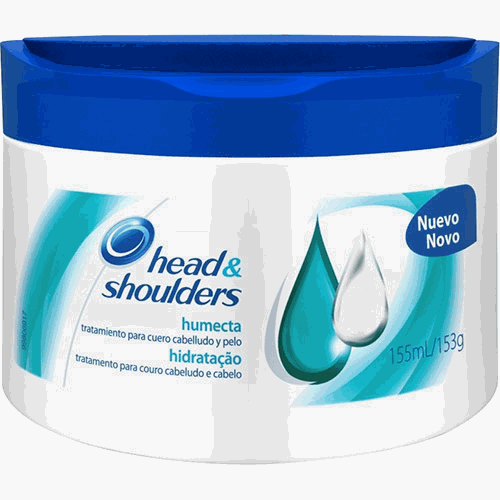 Nuevo
Novo
head&
shoulders
humecta
tratamiento para cuero cabelludo y pelo
hidratação
tratamento para couro cabeludo e cabelo
155mL/153g